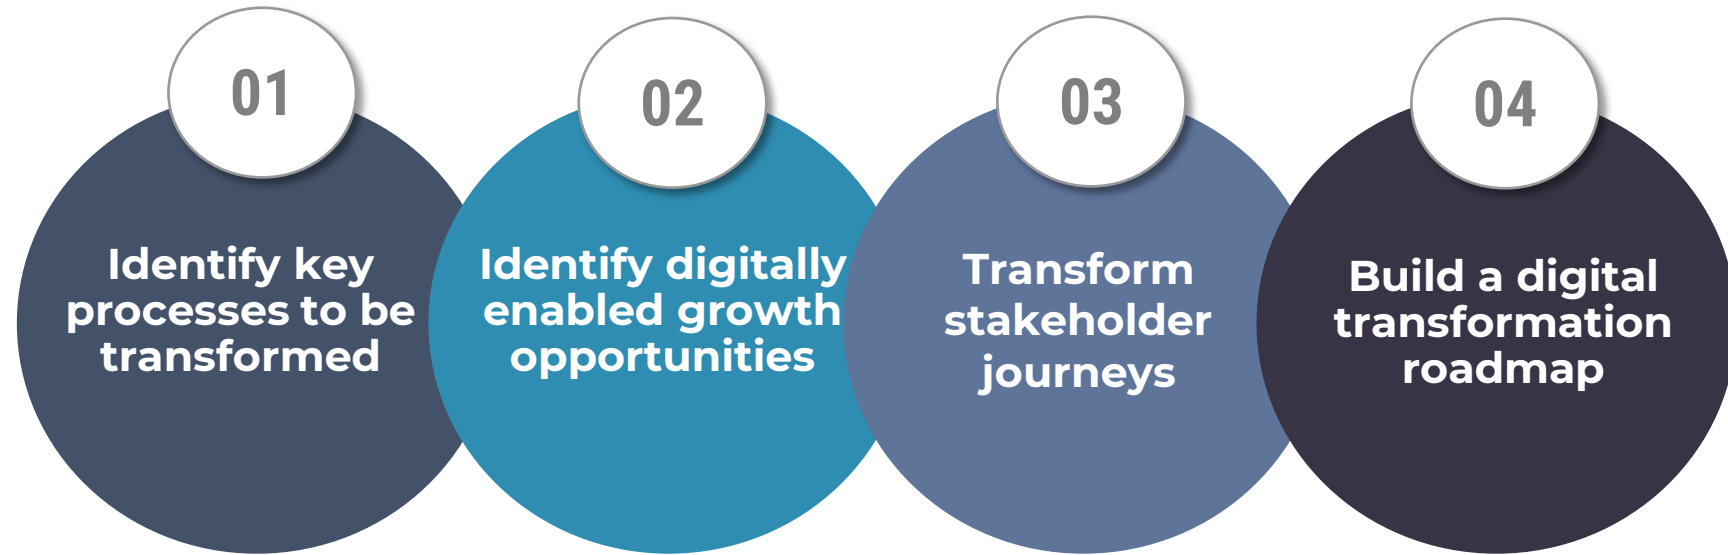 01
Identify key
processes to be
transformed
02
Identify digitally
enabled growth
opportunities
03
Transform
stakeholder
journeys
04
Build a digital
transformation
roadmap